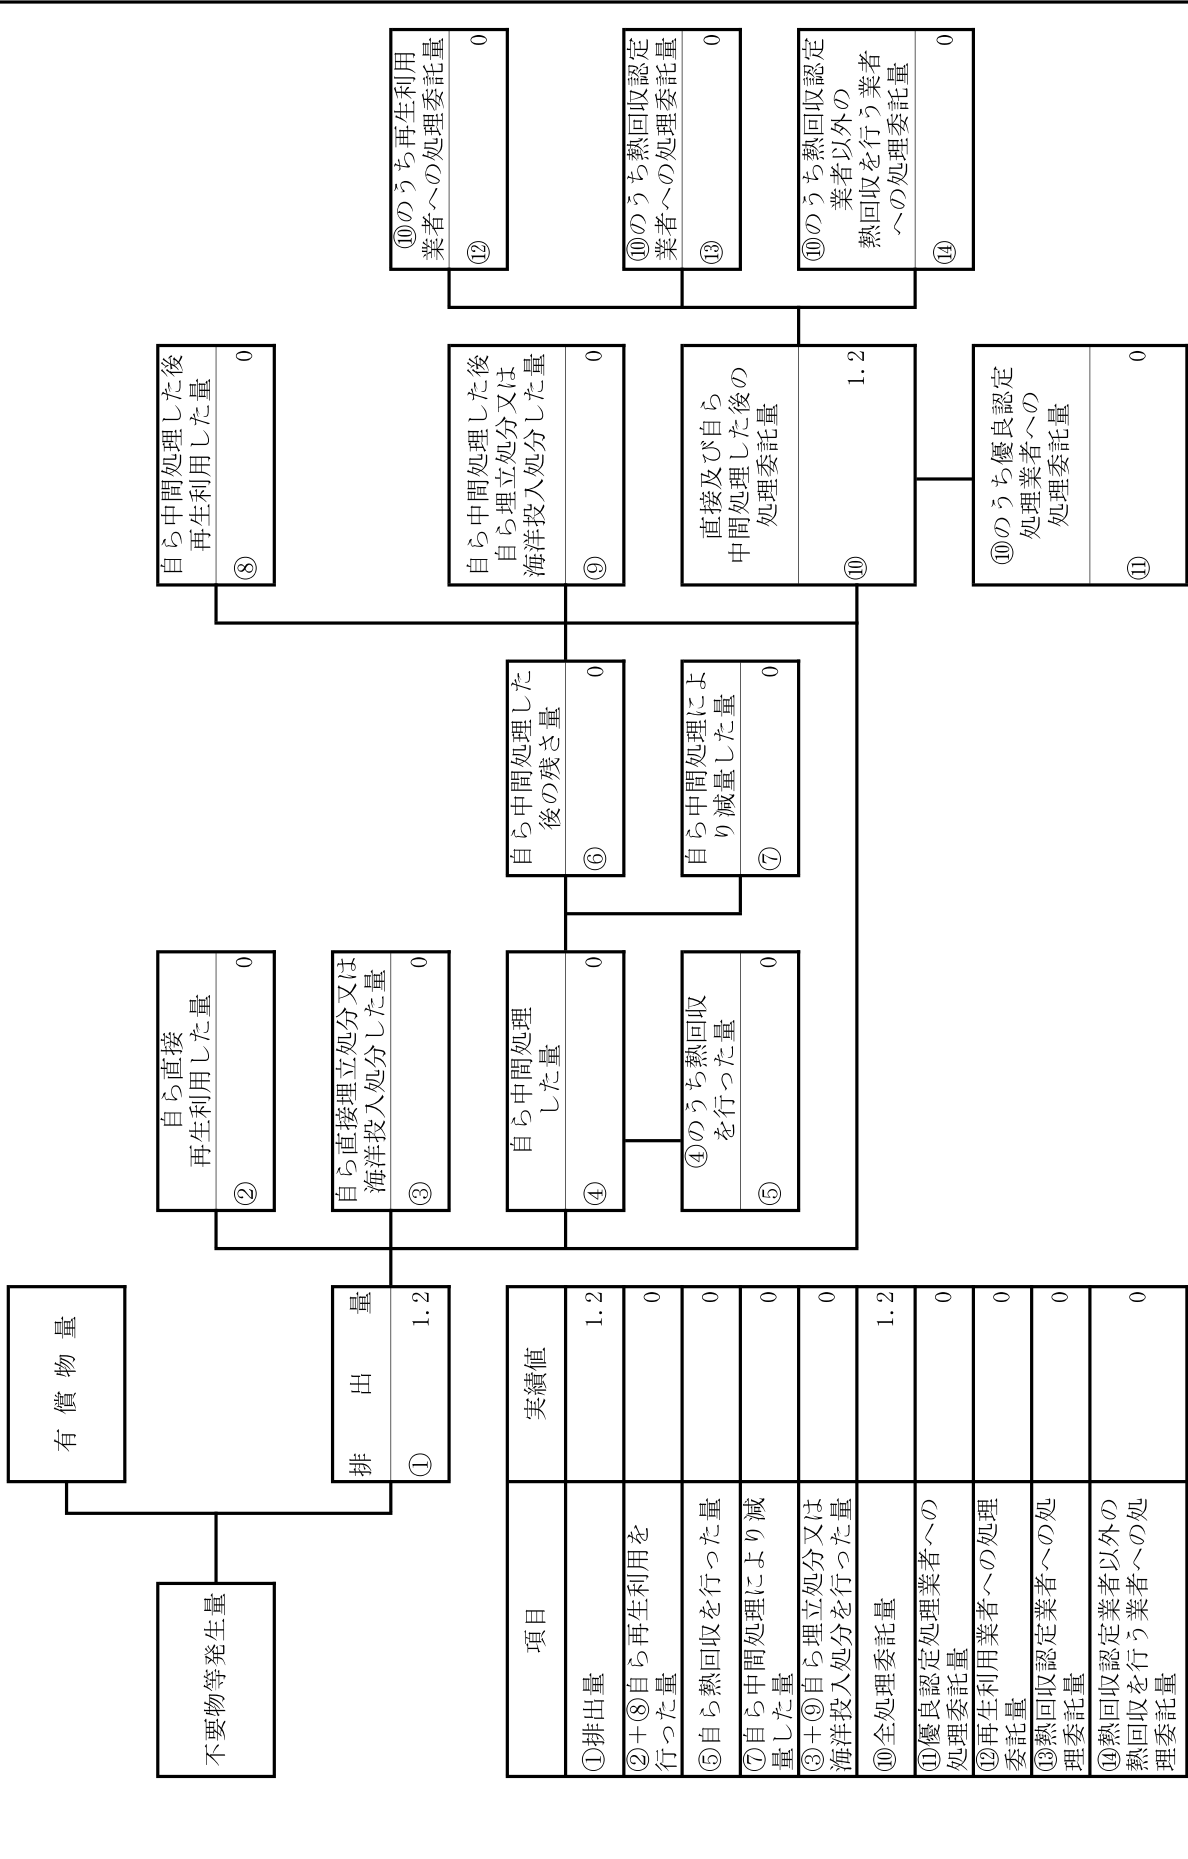 不要物等発生量
有償物量
排出量
① 1.2
自ら直接
再生利用した量
② 0
自ら直接埋立処分又は
海洋投入処分した量
③ 0
自ら中間処理
した量
④ 0
④のうち熱回収
を行った量
⑤ 0
自ら中間処理した
後の残さ量
⑥ 0
自ら中間処理によ
り減量した量
⑦ 0
自ら中間処理した後
再生利用した量
⑧ 0
自ら中間処理した後
自ら埋立処分又は
海洋投入処分した量
⑨ 0
直接及び自ら
中間処理した後の
処理委託量
⑩ 1.2
⑩のうち優良認定
処理業者への
処理委託量
⑪ 0
⑩のうち再生利用
業者への処理委託量
⑫ 0
⑩のうち熱回収認定
業者への処理委託量
⑬ 0
⑩のうち熱回収認定
業者以外の
熱回収を行う業者
への処理委託量
⑭ 0
項目 実績値
①排出量 1.2
②＋⑧自ら再生利用を
行った量 0
⑤自ら熱回収を行った量 0
⑦自ら中間処理により減
量した量 0
③＋⑨自ら埋立処分又は
海洋投入処分を行った量 0
⑩全処理委託量 1.2
⑪優良認定処理業者への
処理委託量 0
⑫再生利用業者への処理
委託量 0
⑬熱回収認定業者への処
理委託量 0
⑭熱回収認定業者以外の
熱回収を行う業者への処
理委託量 0